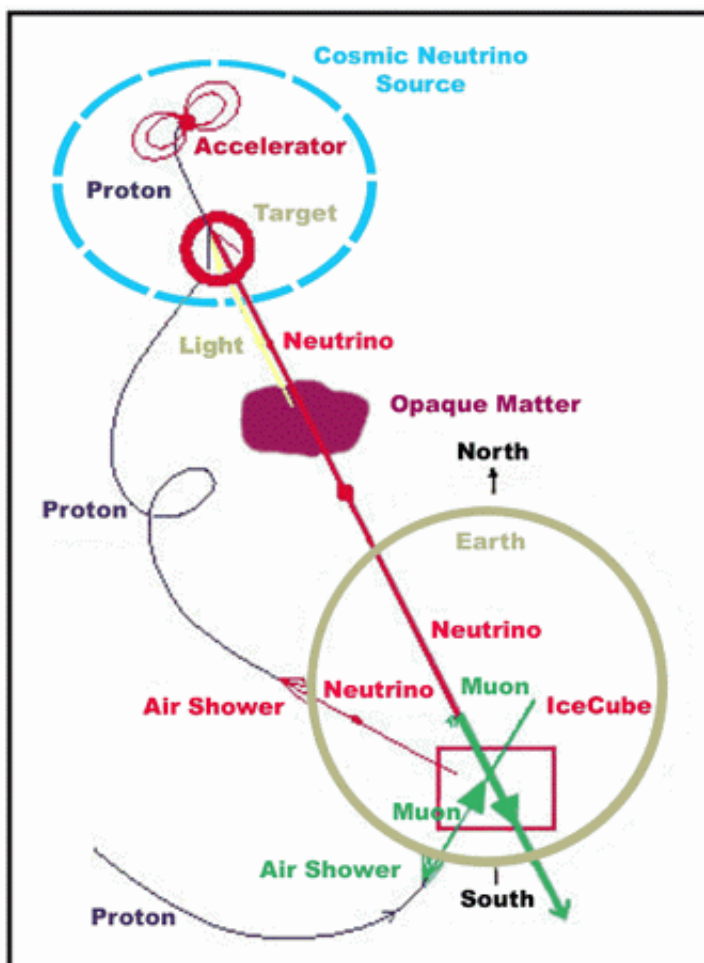 Cosmic Neutrino
Source
Accelerator
Proton
Target
Light
Neutrino
Opaque Matter
North
Proton
Earth
Neutrino
Muon
Air Shower
Neutrino
IceCube
Muon
Air Shower
South
Proton